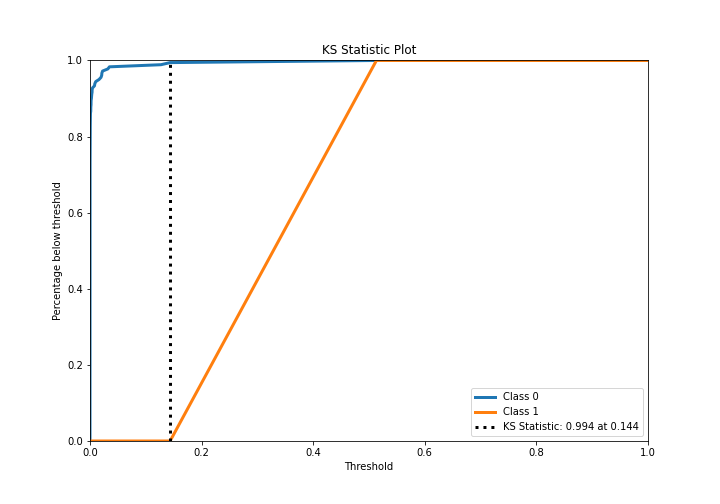 KS Statistic Plot
1.0
0.8
0.6
0.4
0.2
0.0
Percentage below threshold
0.0 0.2 0.4 0.6 0.8 1.0
Threshold
Class 0
Class 1
KS Statistic: 0.994 at 0.144